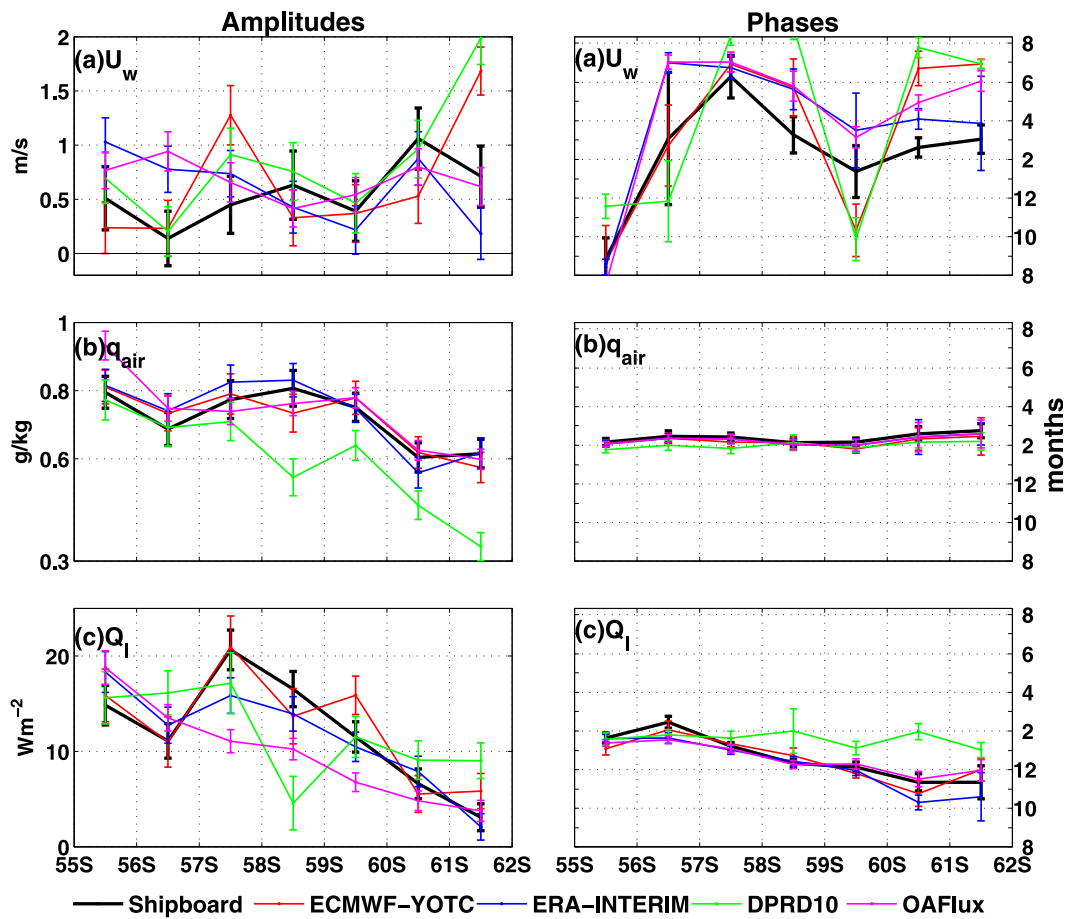 Amplitudes
Phases
(a)U_w
m/s
2
1.5
1
0.5
0
(a)U_w
8
6
4
2
12
10
8
(b)q_air
g/kg
1
0.8
0.6
0.3
(b)q_air
8
6
4
2
12
10
8
months
(c)Q_l
Wm^−2
20
10
0
55S 56S 57S 58S 59S 60S 61S 62S
(c)Q_l
8
6
4
2
12
10
8
55S 56S 57S 58S 59S 60S 61S 62S
Shipboard ECMWF−YOTC ERA−INTERIM DPRD10 OAFlux